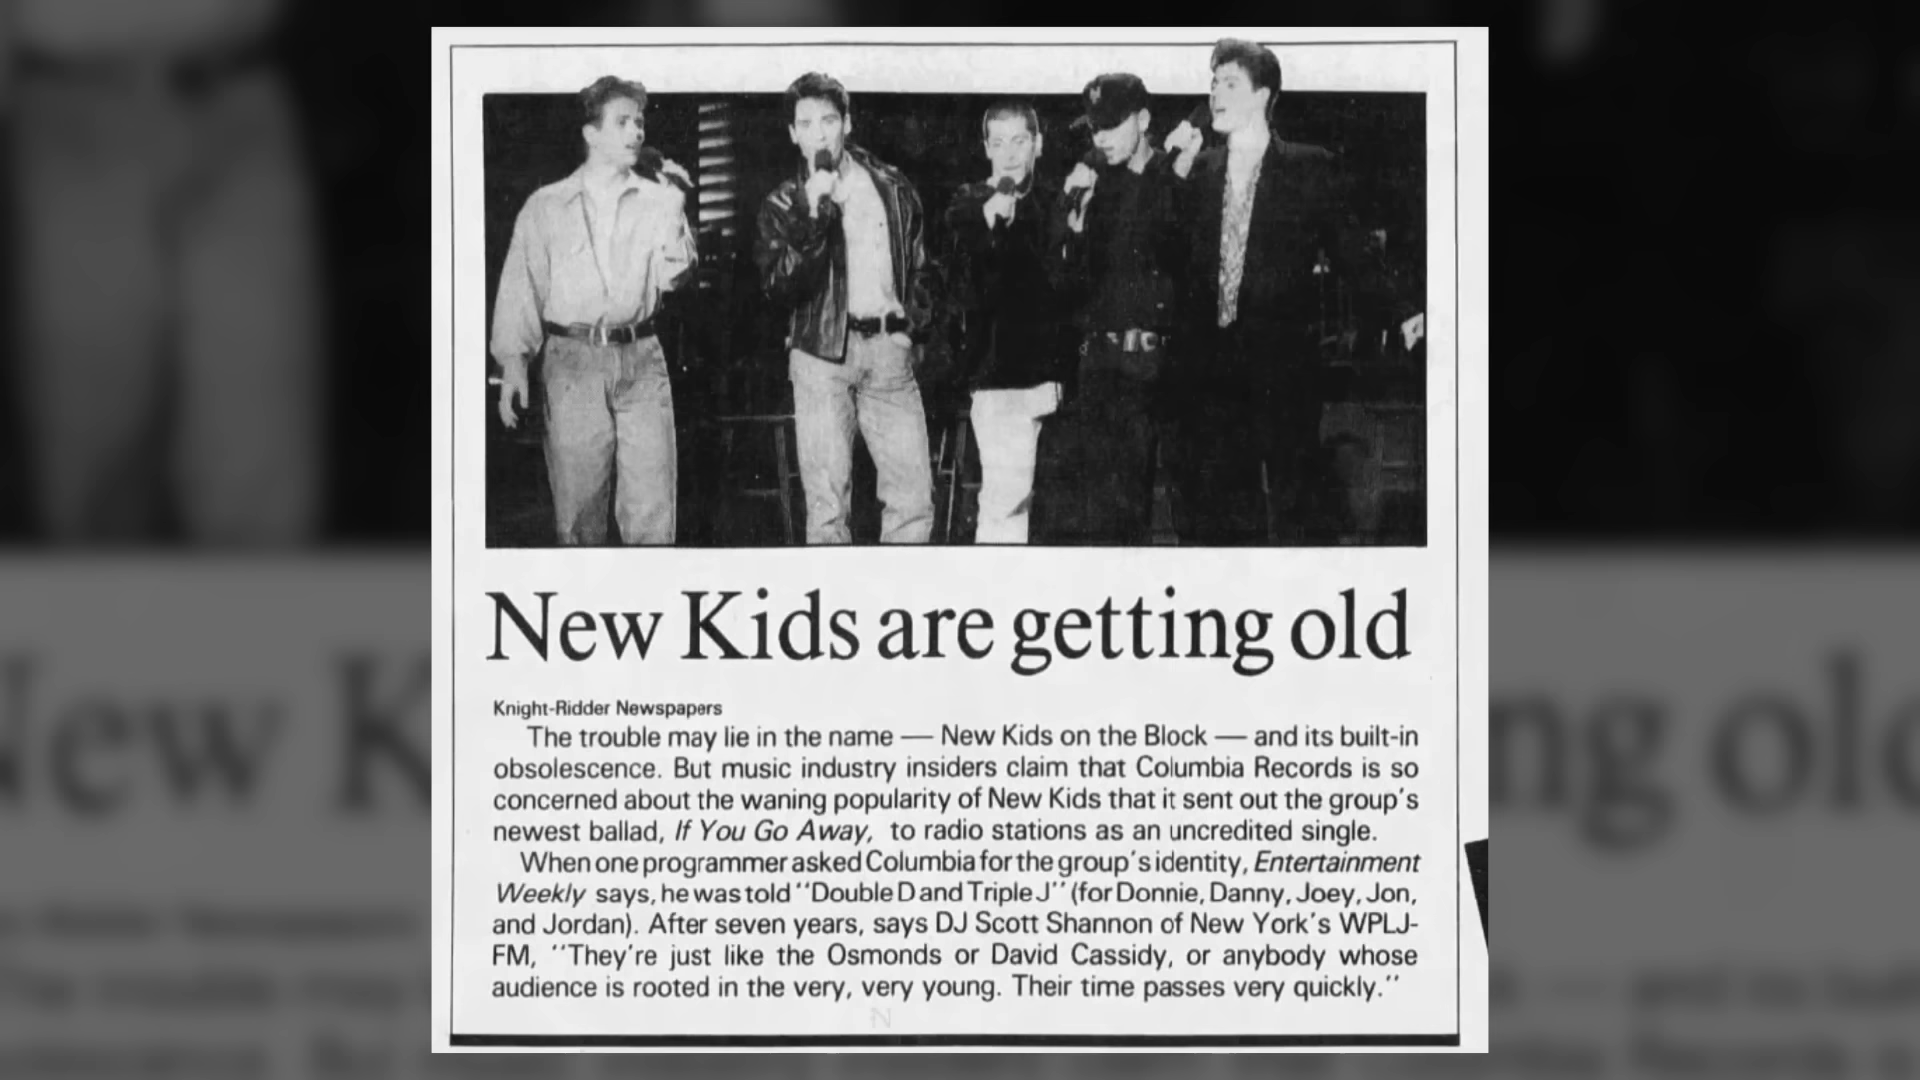 New Kids are getting old
Knight-Ridder Newspapers
The trouble may lie in the name — New Kids on the Block — and its built-in
obsolescence. But music industry insiders claim that Columbia Records is so
concerned about the waning popularity of New Kids that it sent out the group's
newest ballad, If You Go Away, to radio stations as an uncredited single.
When one programmer asked Columbia for the group's identity, Entertainment
Weekly says, he was told "Double D and Triple J" (for Donnie, Danny, Joey, Jon,
and Jordan). After seven years, says DJ Scott Shannon of New York's WPLJ-
FM, "They're just like the Osmonds or David Cassidy, or anybody whose
audience is rooted in the very, very young. Their time passes very quickly."